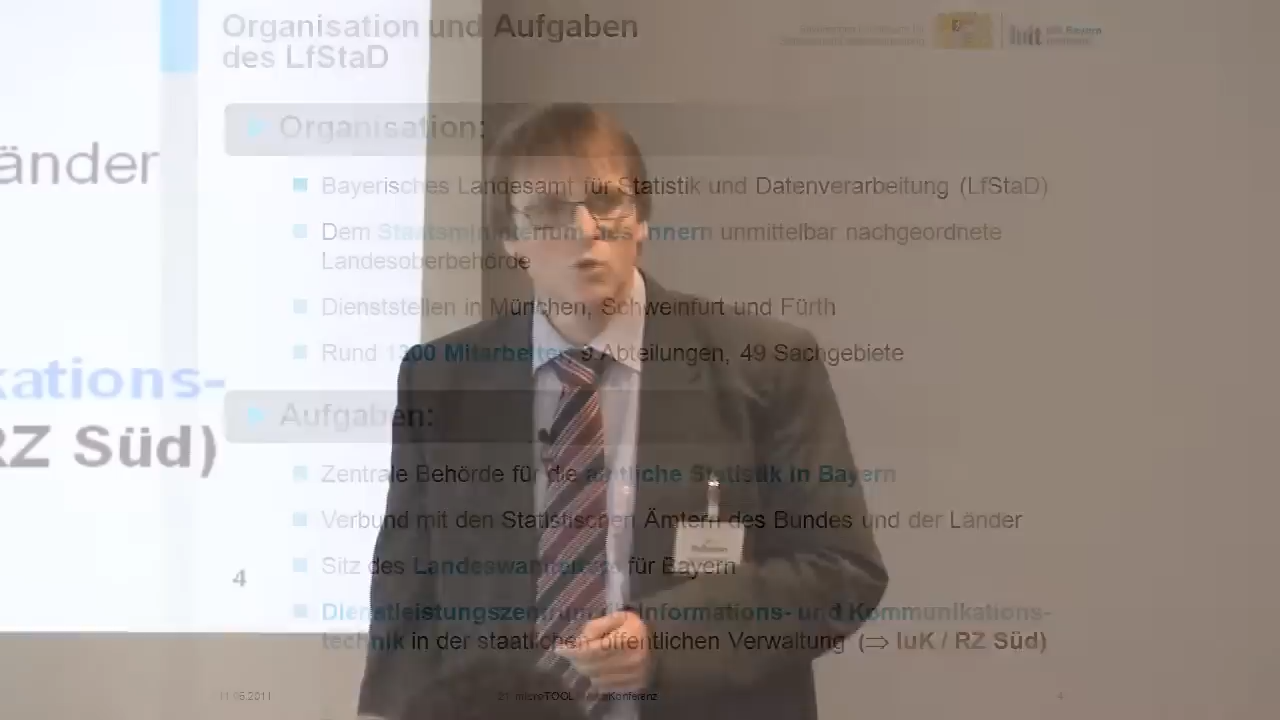 Organisation und Aufgaben
des LfStaD
Organisation:
änder
Bayerisches Landesamt für Statistik und Datenverarbeitung (LfStaD)
Dem Staatsministerium des Innern unmittelbar nachgeordnete
Landesoberbehörde
Dienststellen in München, Schweinfurt und Fürth
Rund 1300 Mitarbeiter, 9 Abteilungen, 49 Sachgebiete
kations-
Aufgaben:
RZ Süd)
Zentrale Behörde für die amtliche Statistik in Bayern
Verbund mit den Statistischen Ämtern des Bundes und der Länder
Sitz des für Bayern
4
Dienstleistungszentrum für Informations- und Kommunikations-
technik in der staatlichen öffentlichen Verwaltung (⇒ IuK / RZ Süd)
21. microTOOL
4